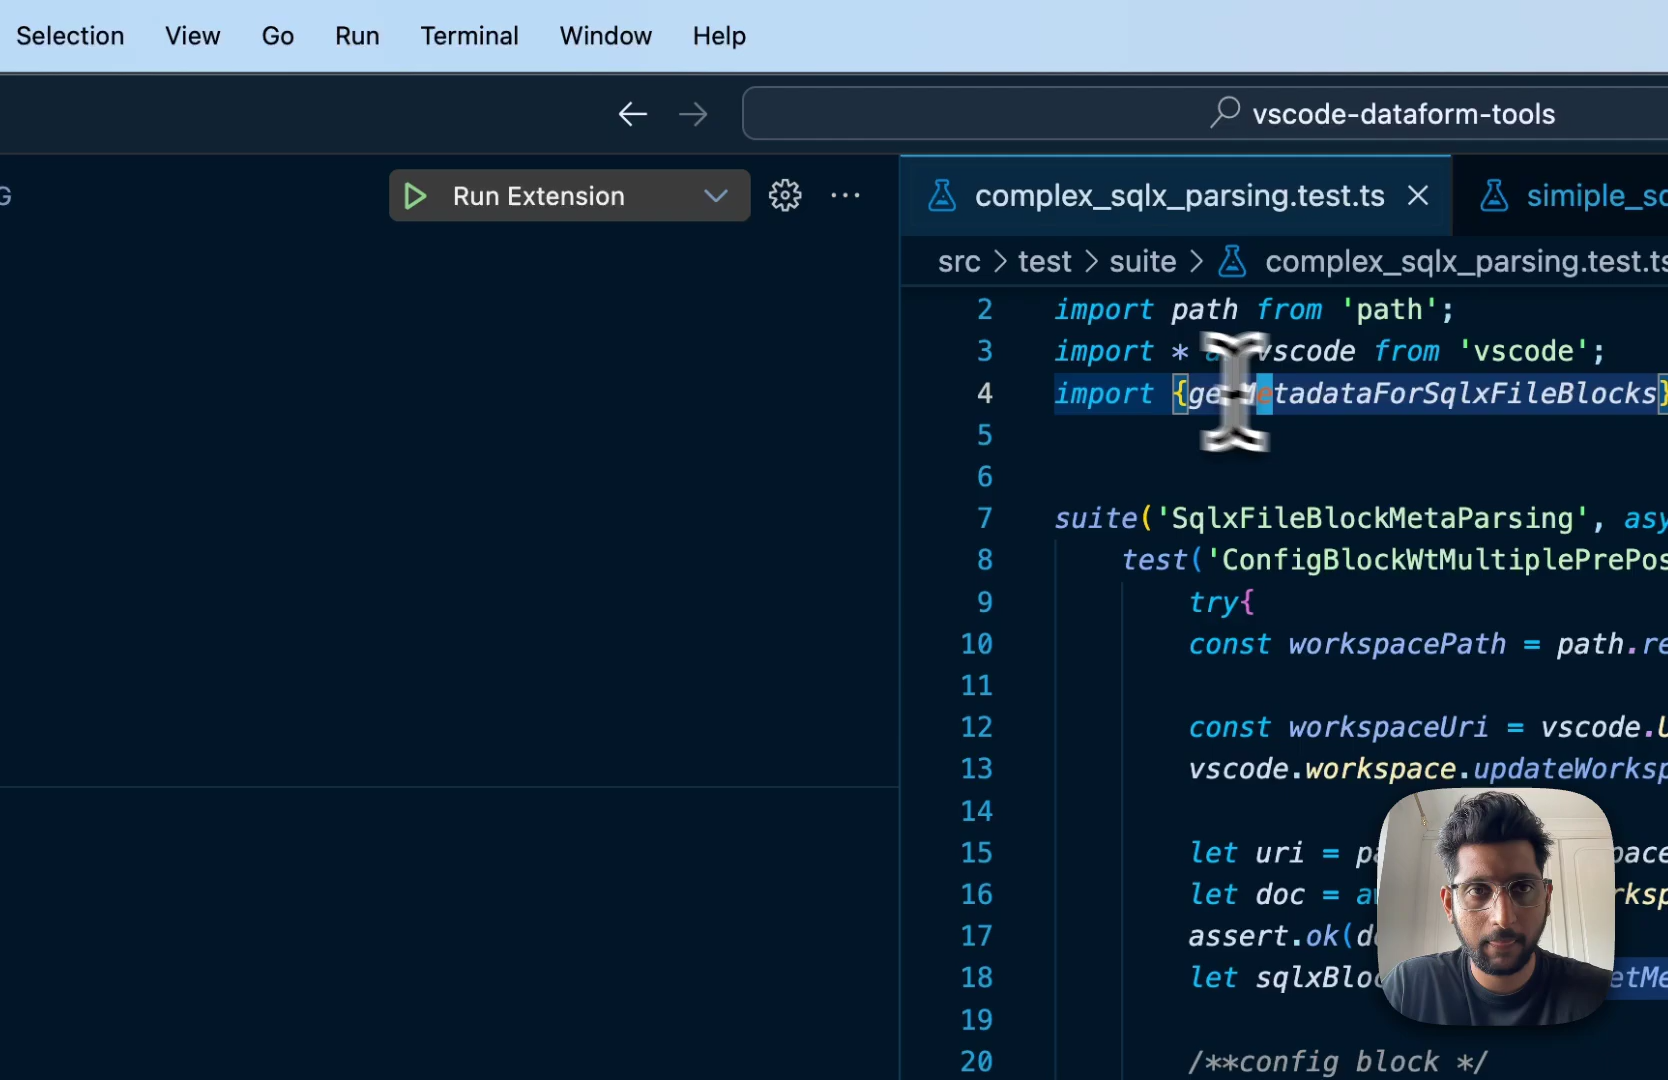 Selection View Go Run Terminal Window Help
vscode-dataform-tools
G Run Extension
complex_sqlx_parsing.test.ts
src > test > suite > complex_sqlx_parsing.test.ts
2 import path from 'path';
3 import * vscode from 'vscode';
4 import {getMetadataForSqlxFileBlocks}
5
6
7 suite('SqlxFileBlockMetaParsing', asy
8 test('ConfigBlockWtMultiplePrePos
9 try{
10 const workspacePath = path.re
11
12 const workspaceUri = vscode.U
13 vscode.workspace.updateWorksp
14
15 let uri = pa pace
16 let doc = a rksp
17 assert.ok(d
18 let sqlxBloc etMe
19
20 /**config block */